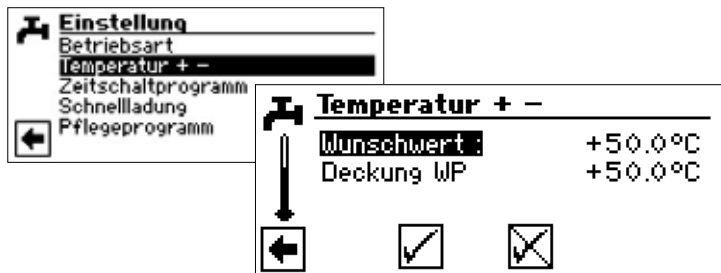 Einstellung
Betriebsart
Temperatur + -
Zeitschaltprogramm
Schnellladung
Pflegeprogramm
Temperatur + -
Wunschwert : +50.0°C
Deckung WP +50.0°C